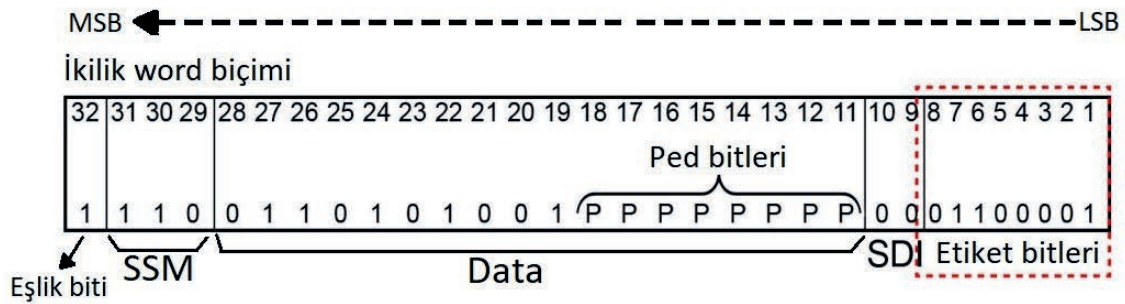 MSB LSB
İkilik word biçimi
32 31 30 29 28 27 26 25 24 23 22 21 20 19 18 17 16 15 14 13 12 11 10 9 8 7 6 5 4 3 2 1
Ped bitleri
1 1 1 0 0 1 1 0 1 0 1 0 0 1 P P P P P P P P 0 0 0 1 1 0 0 0 0 1
Eşlik biti SSM Data SDI Etiket bitleri